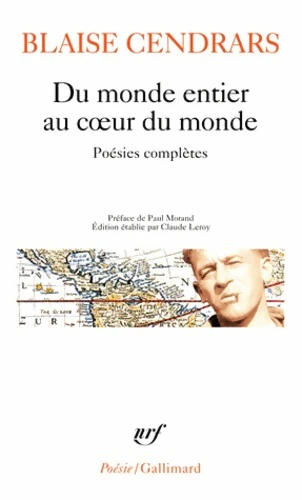 BLAISE CENDRARS
Du monde entier
au cœur du monde
Poésies complètes
Préface de Paul Morand
Édition établie par Claude Leroy
nrf
Poésie/Gallimard